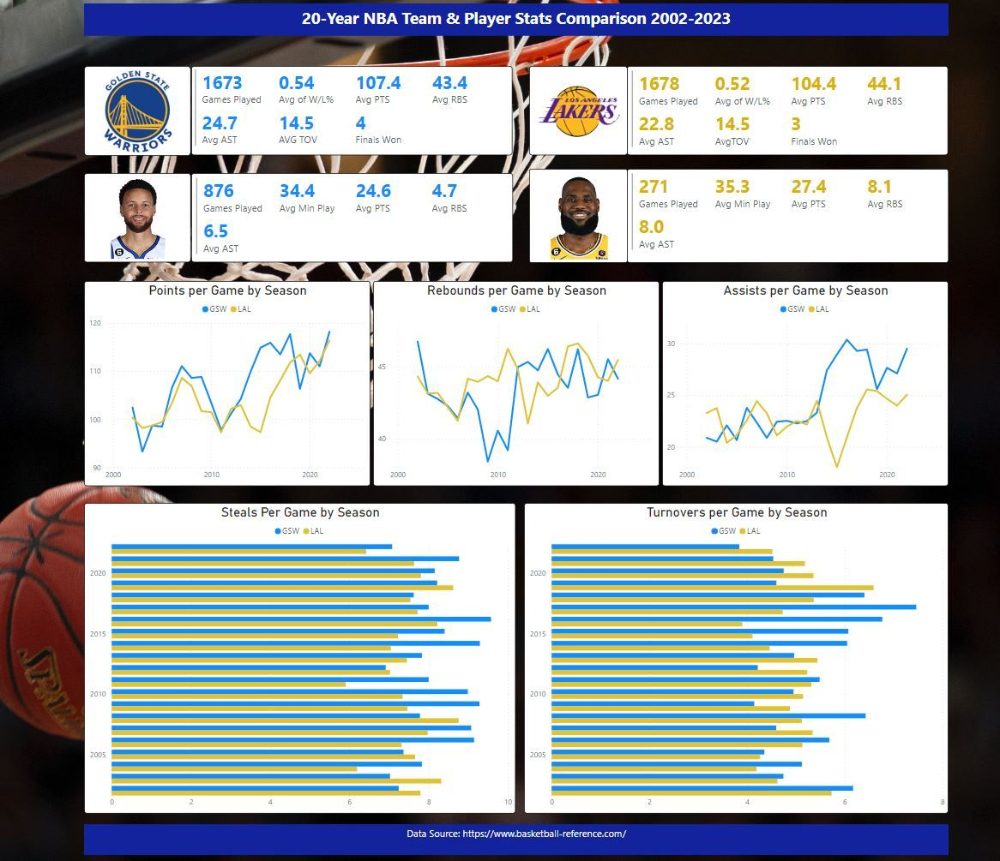 20-Year NBA Team & Player Stats Comparison 2002-2023
GOLDEN STATE
WARRIORS
1673 0.54 107.4 43.4
Games Played Avg of W/L% Avg PTS Avg RBS
24.7 14.5 4
Avg AST AVG TOV Finals Won
LOS ANGELES
LAKERS
1678 0.52 104.4 44.1
Games Played Avg of W/L% Avg PTS Avg RBS
22.8 14.5 3
Avg AST AvgTOV Finals Won
876 34.4 24.6 4.7
Games Played Avg Min Play Avg PTS Avg RBS
6.5
Avg AST
6
271 35.3 27.4 8.1
Games Played Avg Min Play Avg PTS Avg RBS
8.0
Avg AST
6
Points per Game by Season
GSW LAL
120
110
100
90
2000 2010 2020
Rebounds per Game by Season
GSW LAL
45
40
2000 2010 2020
Assists per Game by Season
GSW LAL
30
25
20
2000 2010 2020
Steals Per Game by Season
GSW LAL
2020
2015
2010
2005
0 2 4 6 8 10
Turnovers per Game by Season
GSW LAL
2020
2015
2010
2005
0 2 4 6 8
SPALD
Data Source: https://www.basketball-reference.com/